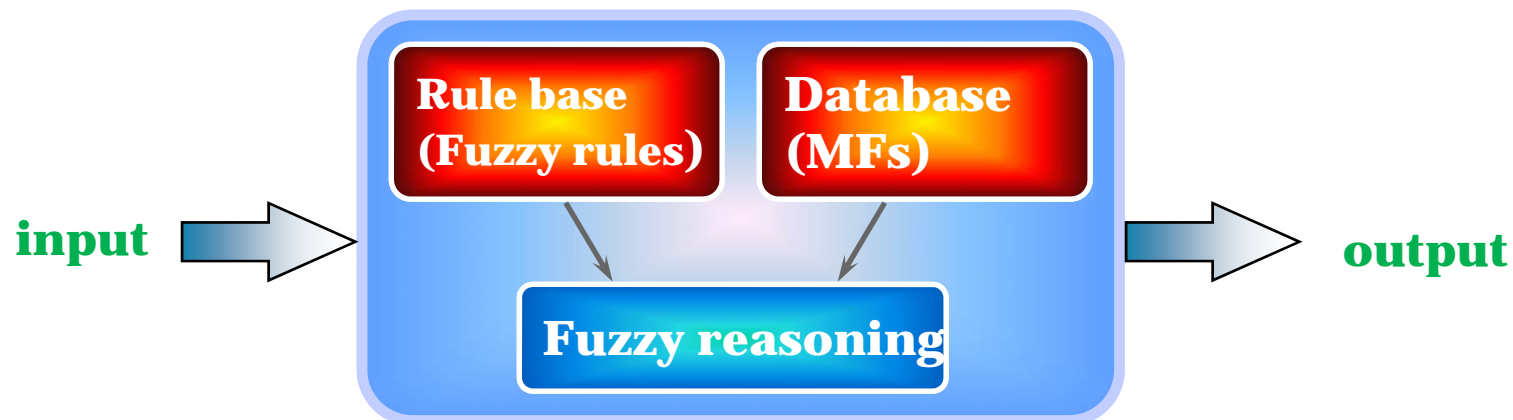 Rule base
(Fuzzy rules)
Database
(MFs)
input
output
Fuzzy reasoning